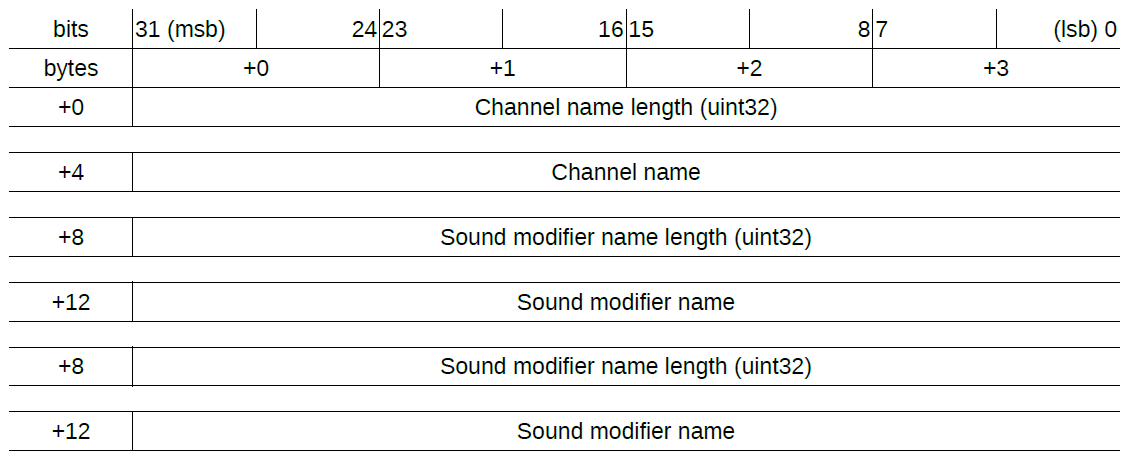 bits 31 (msb) 24 23 16 15 8 7 (lsb) 0
bytes +0 +1 +2 +3
+0 Channel name length (uint32)
+4 Channel name
+8 Sound modifier name length (uint32)
+12 Sound modifier name
+8 Sound modifier name length (uint32)
+12 Sound modifier name